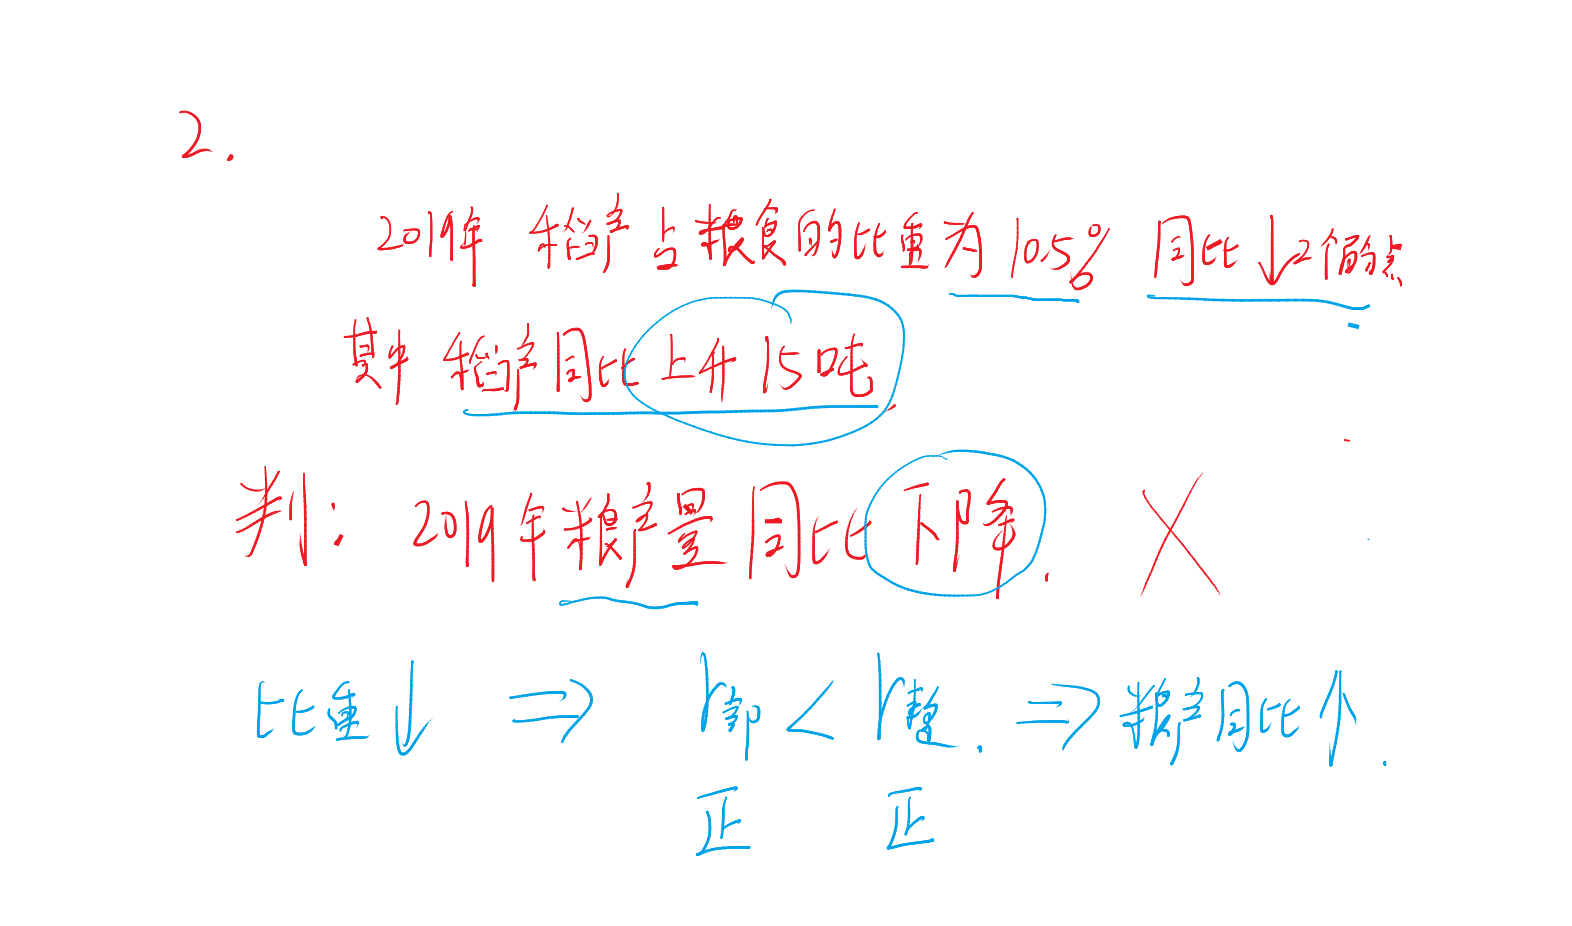 2.
2019年 稻产占粮食的比重为10.5% 同比↓2个百分点
其中稻产同比上升15吨.
判: 2019年粮产量同比下降. ×
比重↓ ⇒ r部 < r整. ⇒ 粮产同比↑.
正 正